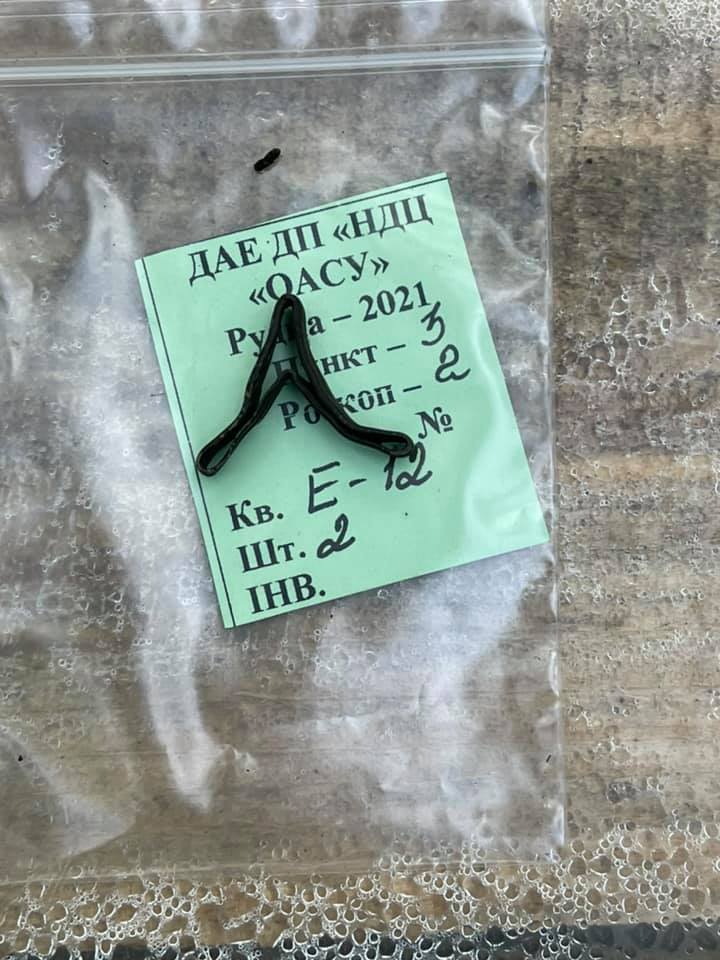 ДАЕ ДП «НДЦ
«ОАСУ»
– 2021
Пункт – 3
Розкоп – 2
№
Кв. Е-12
Шт. 2
ІНВ.